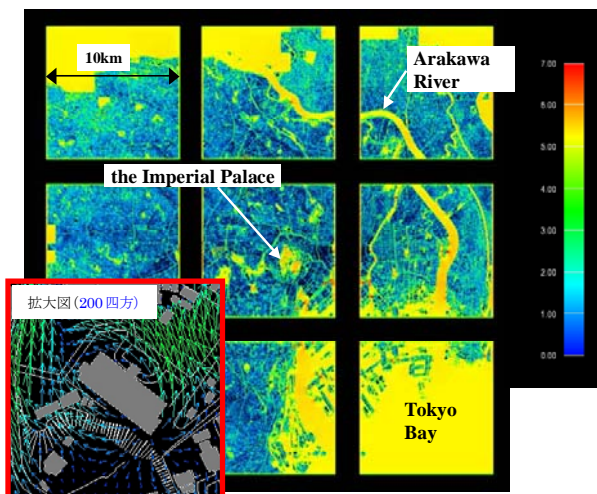 10km
Arakawa
River
7.00
6.00
5.00
4.00
3.00
2.00
1.00
0.00
the Imperial Palace
拡大図(200四方)
Tokyo
Bay